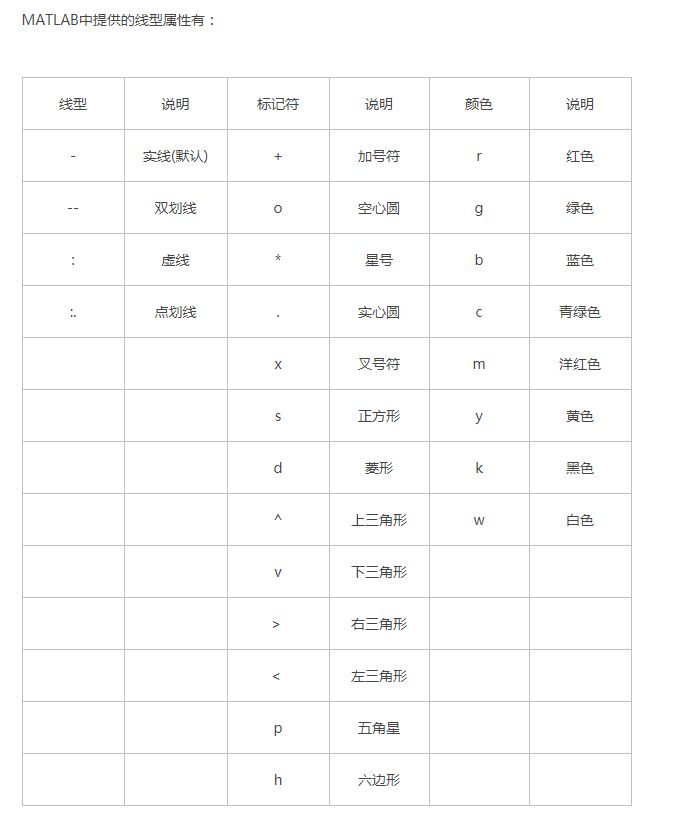 MATLAB中提供的线型属性有：
线型 说明 标记符 说明 颜色 说明
- 实线(默认) + 加号符 r 红色
-- 双划线 o 空心圆 g 绿色
: 虚线 * 星号 b 蓝色
:. 点划线 . 实心圆 c 青绿色
x 叉号符 m 洋红色
s 正方形 y 黄色
d 菱形 k 黑色
^ 上三角形 w 白色
v 下三角形
> 右三角形
< 左三角形
p 五角星
h 六边形